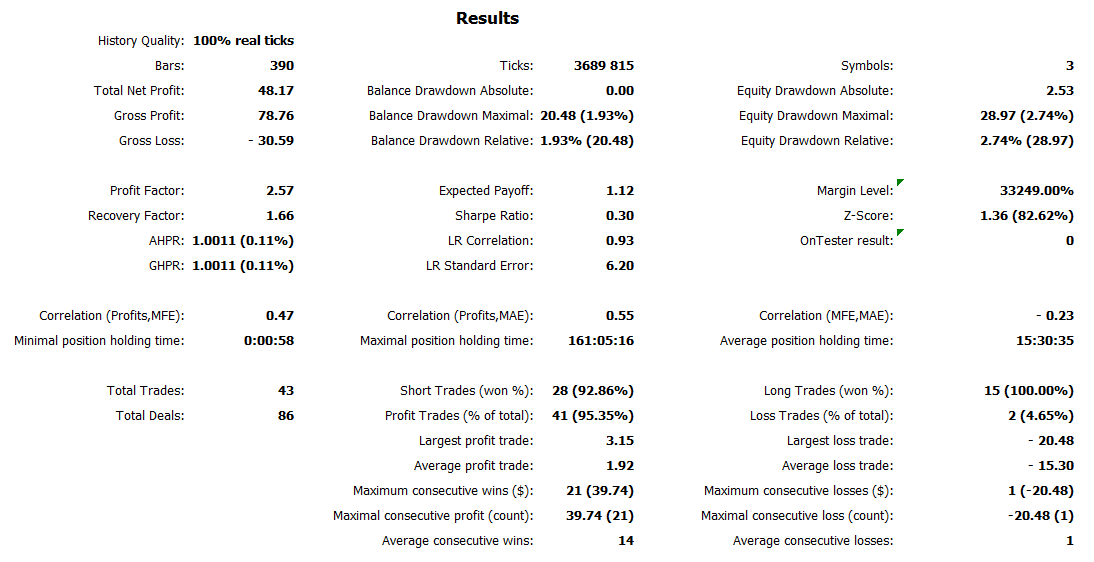 Results
History Quality: 100% real ticks
Bars: 390 Ticks: 3689 815 Symbols: 3
Total Net Profit: 48.17 Balance Drawdown Absolute: 0.00 Equity Drawdown Absolute: 2.53
Gross Profit: 78.76 Balance Drawdown Maximal: 20.48 (1.93%) Equity Drawdown Maximal: 28.97 (2.74%)
Gross Loss: - 30.59 Balance Drawdown Relative: 1.93% (20.48) Equity Drawdown Relative: 2.74% (28.97)
Profit Factor: 2.57 Expected Payoff: 1.12 Margin Level: 33249.00%
Recovery Factor: 1.66 Sharpe Ratio: 0.30 Z-Score: 1.36 (82.62%)
AHPR: 1.0011 (0.11%) LR Correlation: 0.93 OnTester result: 0
GHPR: 1.0011 (0.11%) LR Standard Error: 6.20
Correlation (Profits,MFE): 0.47 Correlation (Profits,MAE): 0.55 Correlation (MFE,MAE): - 0.23
Minimal position holding time: 0:00:58 Maximal position holding time: 161:05:16 Average position holding time: 15:30:35
Total Trades: 43 Short Trades (won %): 28 (92.86%) Long Trades (won %): 15 (100.00%)
Total Deals: 86 Profit Trades (% of total): 41 (95.35%) Loss Trades (% of total): 2 (4.65%)
Largest profit trade: 3.15 Largest loss trade: - 20.48
Average profit trade: 1.92 Average loss trade: - 15.30
Maximum consecutive wins ($): 21 (39.74) Maximum consecutive losses ($): 1 (-20.48)
Maximal consecutive profit (count): 39.74 (21) Maximal consecutive loss (count): -20.48 (1)
Average consecutive wins: 14 Average consecutive losses: 1